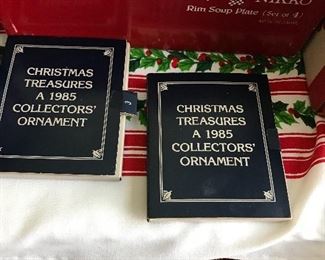 NIKKO
Rim Soup Plate (Set of 4)
CHRISTMAS
TREASURES
A 1985
COLLECTORS'
ORNAMENT
CHRISTMAS
TREASURES
A 1985
COLLECTORS'
ORNAMENT